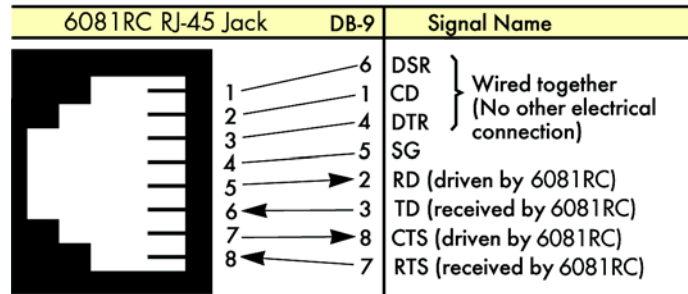 6081RC RJ-45 Jack DB-9 Signal Name
1 6 DSR
2 1 CD
3 4 DTR
Wired together
(No other electrical
connection)
4 5 SG
5 2 RD (driven by 6081RC)
6 3 TD (received by 6081RC)
7 8 CTS (driven by 6081RC)
8 7 RTS (received by 6081RC)